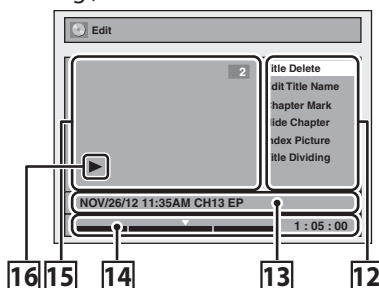 Edit
2
itle Delete
dit Title Name
hapter Mark
ide Chapter
ndex Picture
itle Dividing
NOV/26/12 11:35AM CH13 EP
1 : 05 : 00
16 15 14 13 12